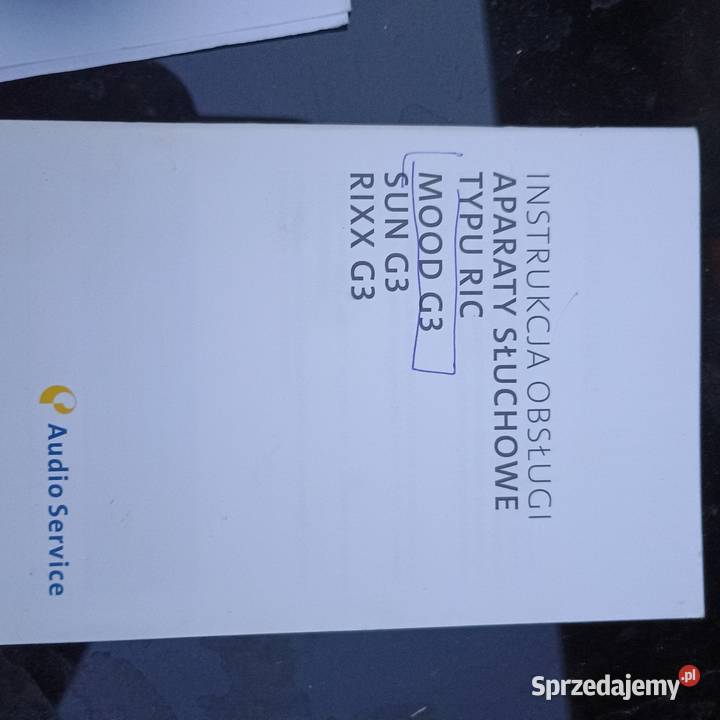 INSTRUKCJA OBSŁUGI
APARATY SŁUCHOWE
TYPU RIC
MOOD G3
SUN G3
RIXX G3
Audio Service
Sprzedajemy.pl